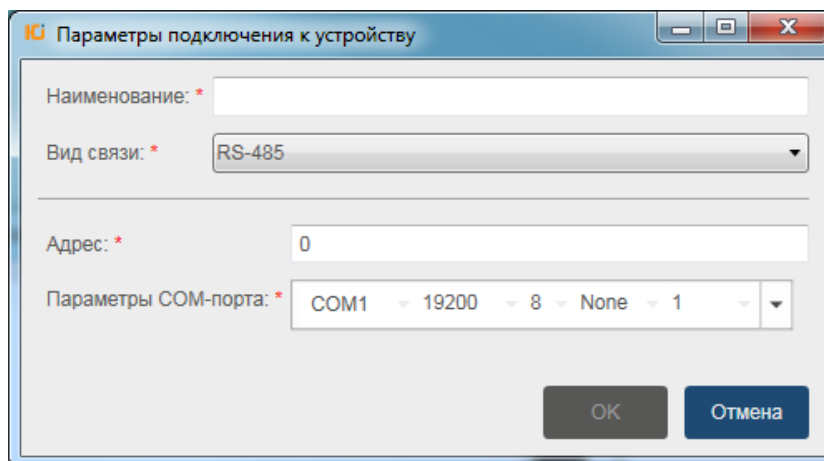 Параметры подключения к устройству
Наименование: *
Вид связи: * RS-485
Адрес: * 0
Параметры COM-порта: * COM1 19200 8 None 1
OK Отмена